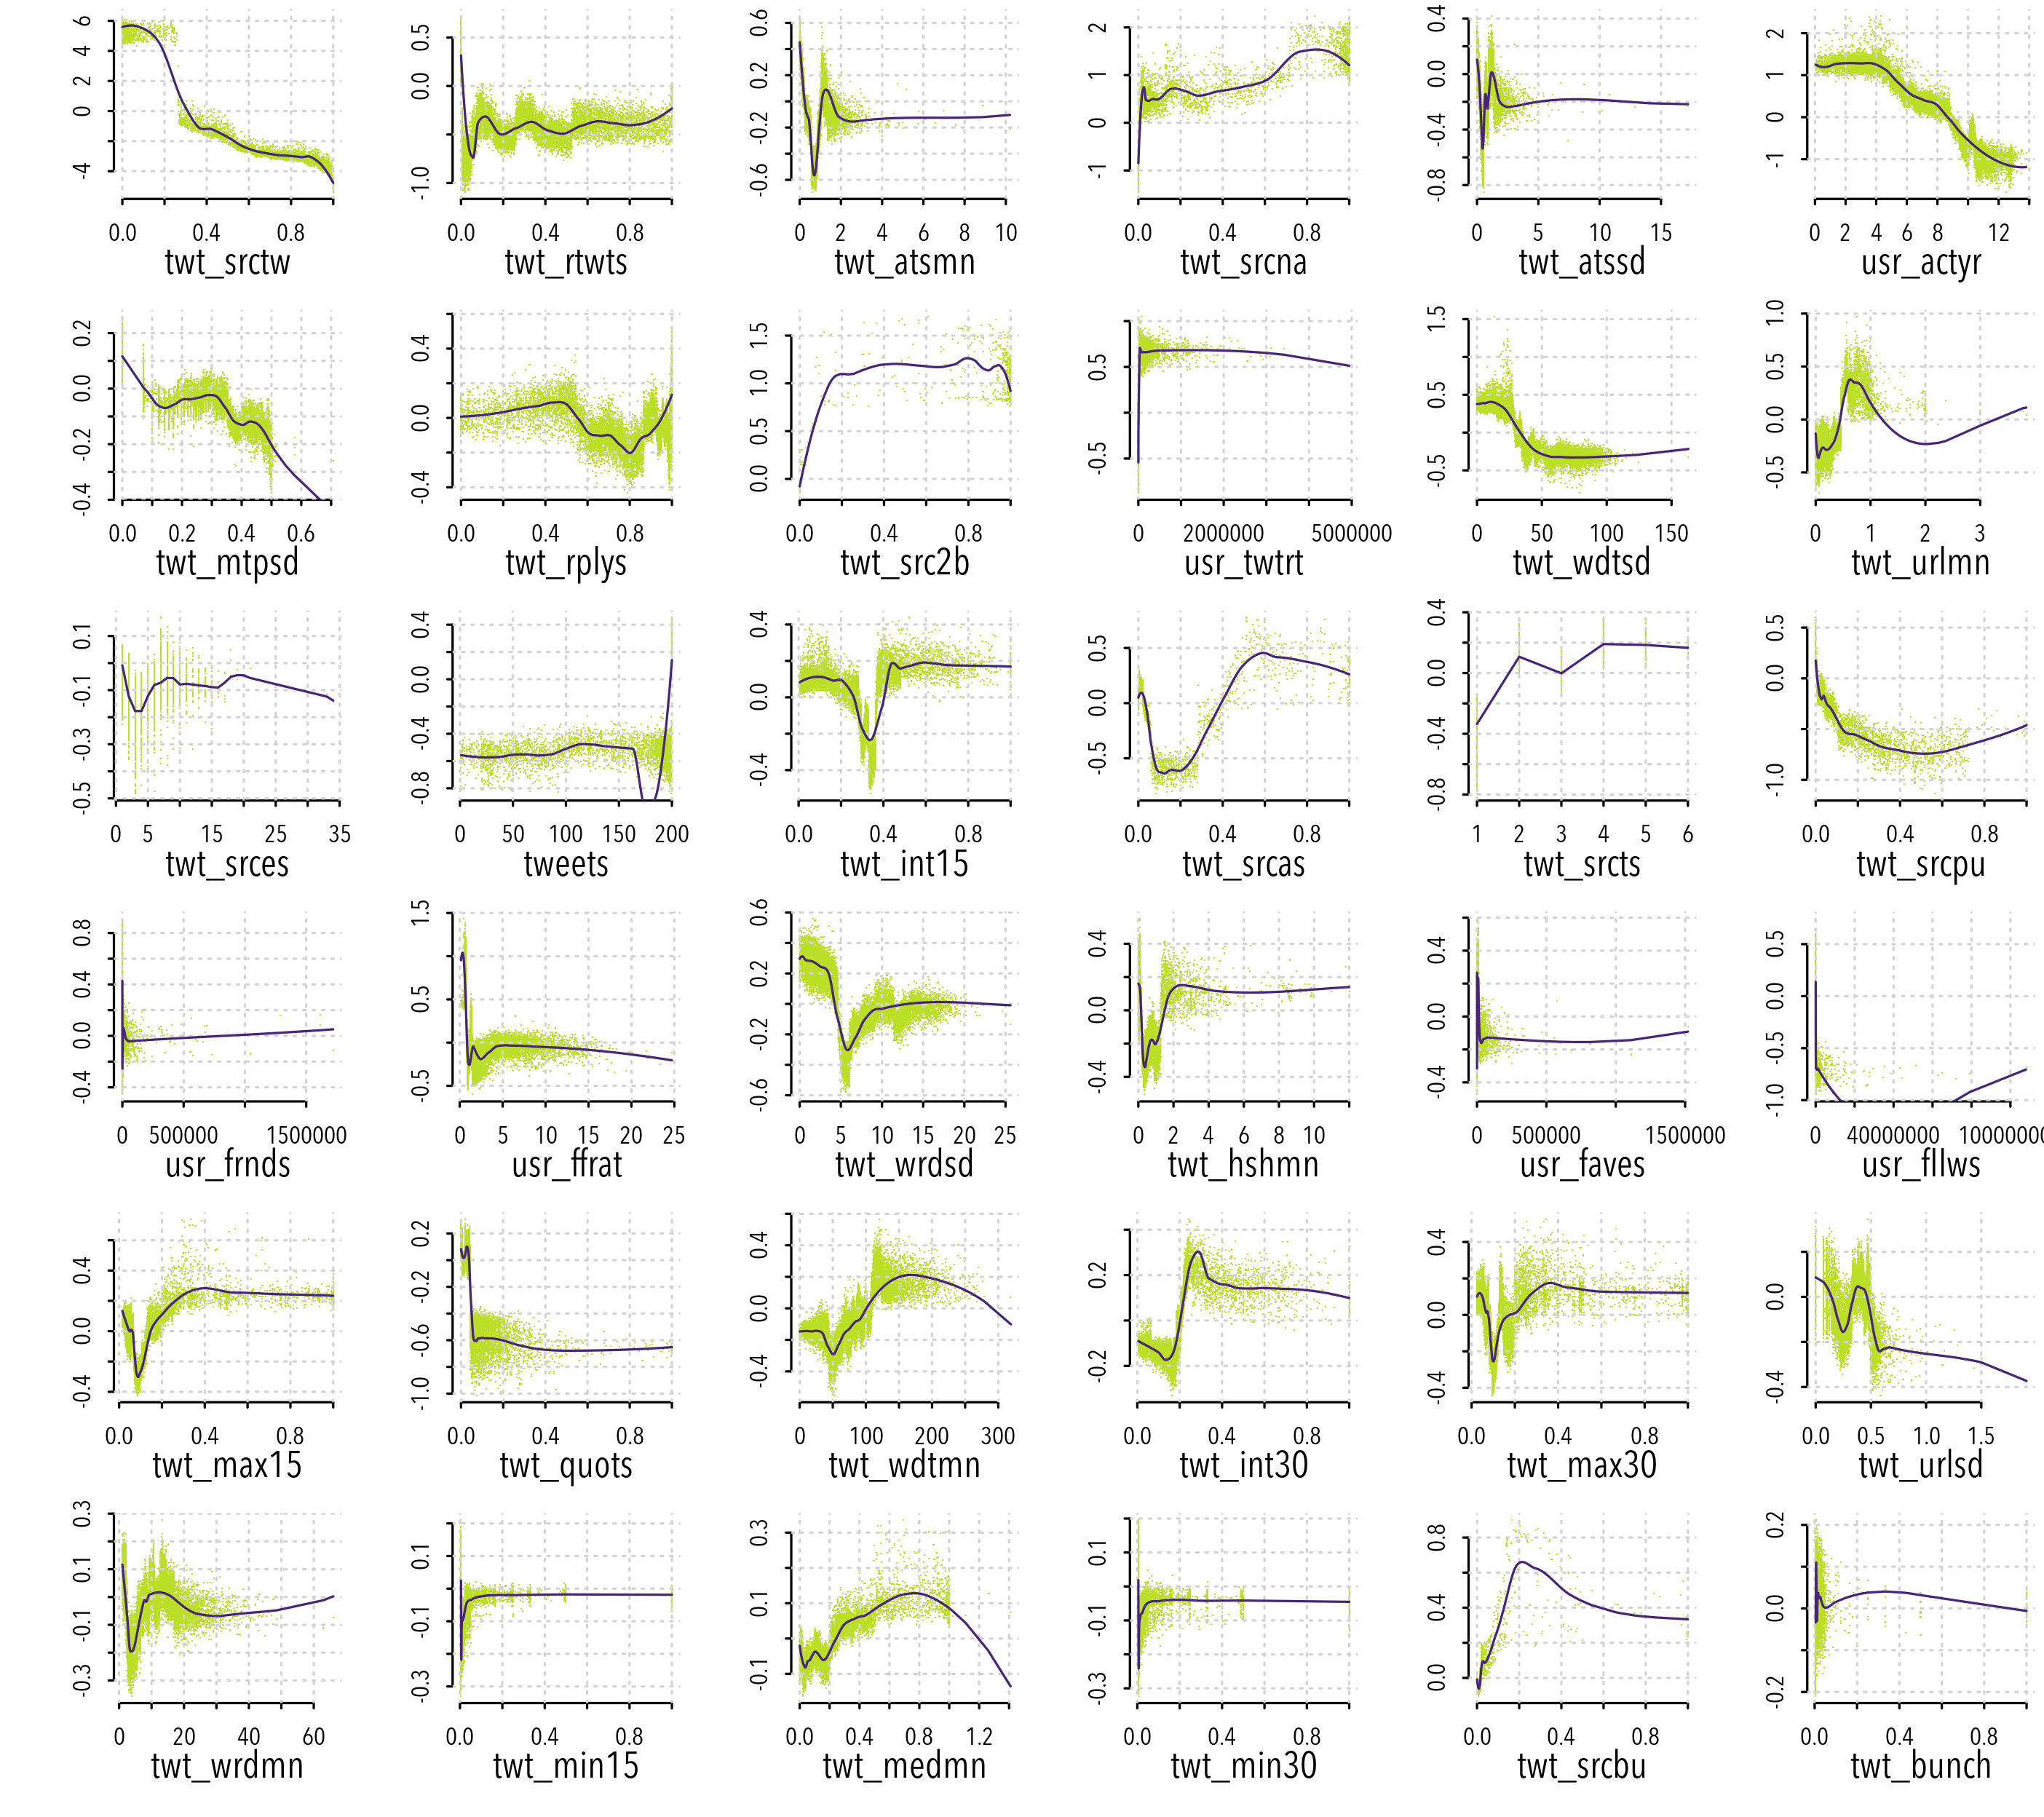 -4 0 2 4 6
0.0 0.4 0.8
twt_srctw
-1.0 0.0 0.5
0.0 0.4 0.8
twt_rtwts
-0.6 -0.2 0.2 0.6
0 2 4 6 8 10
twt_atsmn
-1 0 1 2
0.0 0.4 0.8
twt_srcna
-0.8 -0.4 0.0 0.4
0 5 10 15
twt_atssd
-1 0 1 2
0 2 4 6 8 12
usr_actyr
-0.4 -0.2 0.0 0.2
0.0 0.2 0.4 0.6
twt_mtpsd
-0.4 0.0 0.4
0.0 0.4 0.8
twt_rplys
0.0 0.5 1.0 1.5
0.0 0.4 0.8
twt_src2b
-0.5 0.5
0 2000000 5000000
usr_twtrt
-0.5 0.5 1.5
0 50 100 150
twt_wdtsd
-0.5 0.0 0.5 1.0
0 1 2 3
twt_urlmn
-0.5 -0.3 -0.1 0.1
0 5 15 25 35
twt_srces
-0.8 -0.4 0.0 0.4
0 50 100 150 200
tweets
-0.4 0.0 0.4
0.0 0.4 0.8
twt_int15
-0.5 0.0 0.5
0.0 0.4 0.8
twt_srcas
-0.8 -0.4 0.0 0.4
1 2 3 4 5 6
twt_srcts
-1.0 0.0 0.5
0.0 0.4 0.8
twt_srcpu
-0.4 0.0 0.4 0.8
0 500000 1500000
usr_frnds
-0.5 0.5 1.5
0 5 10 15 20 25
usr_ffrat
-0.6 -0.2 0.2 0.6
0 5 10 15 20 25
twt_wrdsd
-0.4 0.0 0.4
0 2 4 6 8 10
twt_hshmn
-0.4 0.0 0.4
0 500000 1500000
usr_faves
-1.0 -0.5 0.0 0.5
0 40000000
usr_fllws
-0.4 0.0 0.4
0.0 0.4 0.8
twt_max15
-1.0 -0.6 -0.2 0.2
0.0 0.4 0.8
twt_quots
-0.4 0.0 0.4
0 100 200 300
twt_wdtmn
-0.2 0.2
0.0 0.4 0.8
twt_int30
-0.4 0.0 0.4
0.0 0.4 0.8
twt_max30
-0.4 0.0
0.0 0.5 1.0 1.5
twt_urlsd
-0.3 -0.1 0.1 0.3
0 20 40 60
twt_wrdmn
-0.3 -0.1 0.1
0.0 0.4 0.8
twt_min15
-0.1 0.1 0.3
0.0 0.4 0.8 1.2
twt_medmn
-0.3 -0.1 0.1
0.0 0.4 0.8
twt_min30
0.0 0.4 0.8
0.0 0.4 0.8
twt_srcbu
-0.2 0.0 0.2
0.0 0.4 0.8
twt_bunch